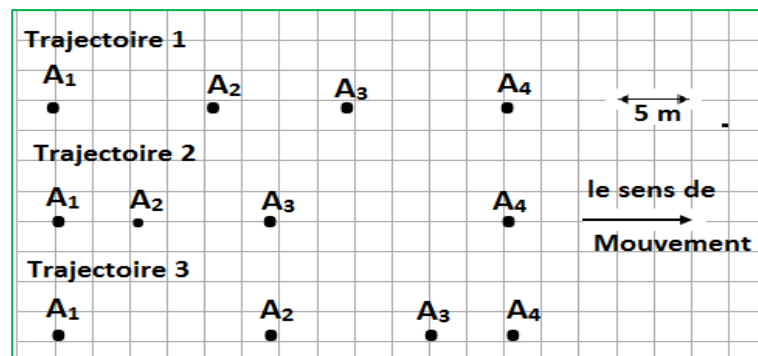 Trajectoire 1
A₁ A₂ A₃ A₄
5 m
Trajectoire 2
A₁ A₂ A₃ A₄
le sens de
Mouvement
Trajectoire 3
A₁ A₂ A₃ A₄